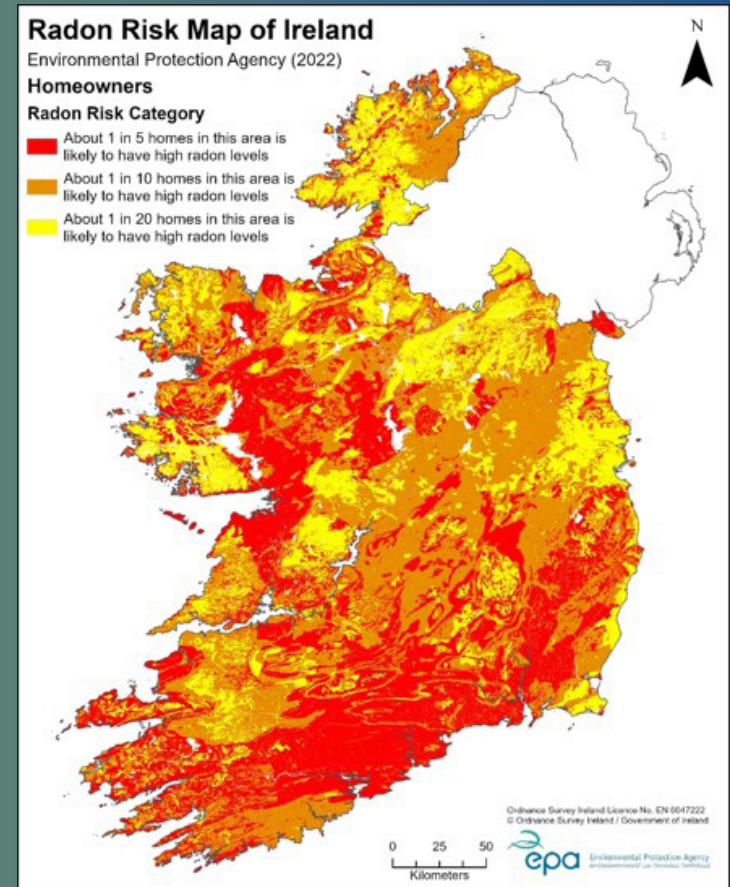 Radon Risk Map of Ireland
Environmental Protection Agency (2022)
Homeowners
Radon Risk Category
About 1 in 5 homes in this area is
likely to have high radon levels
About 1 in 10 homes in this area is
likely to have high radon levels
About 1 in 20 homes in this area is
likely to have high radon levels
N
Ordnance Survey Ireland Licence No. EN 0047222
© Ordnance Survey Ireland / Government of Ireland
0 25 50
Kilometers
epa
Environmental Protection Agency